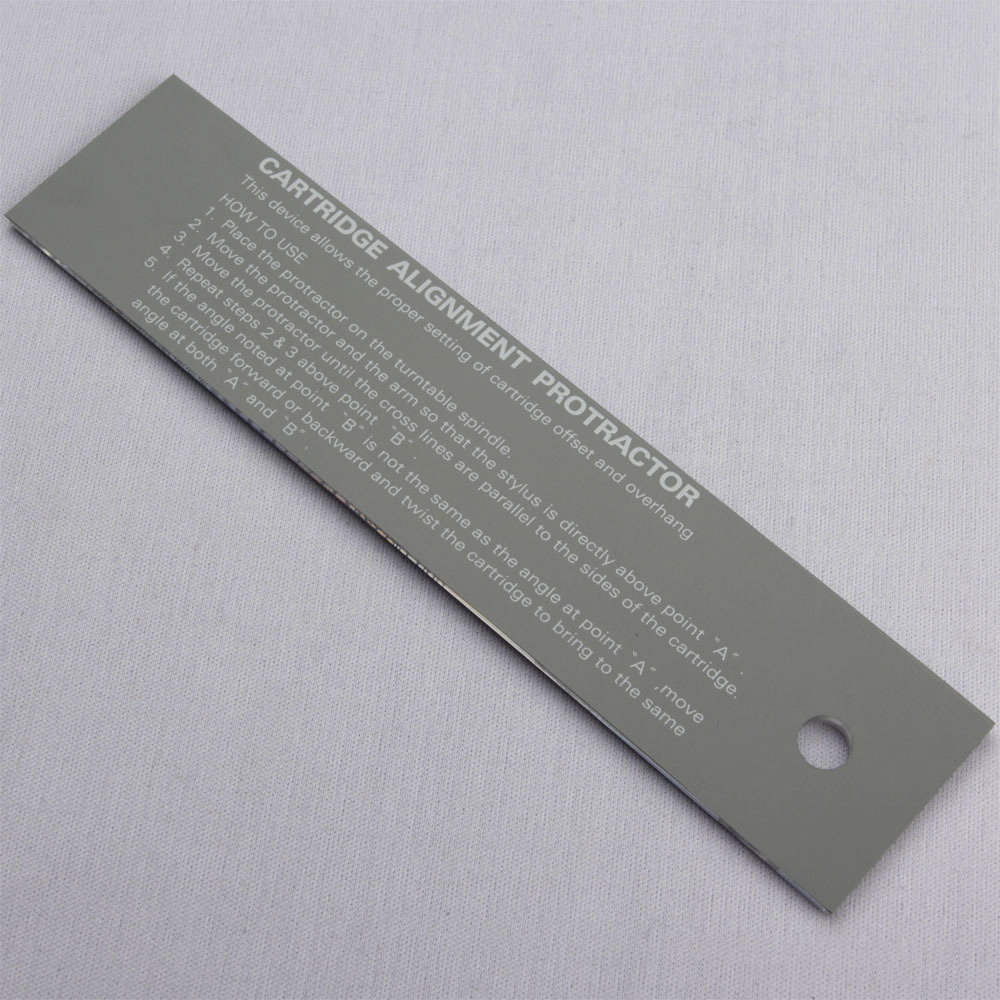 CARTRIDGE ALIGNMENT PROTRACTOR
This device allows the proper setting of cartridge offset and overhang
HOW TO USE
1. Place the protractor on the turntable spindle.
2. Move the protractor and the arm so that the stylus is directly above point "A".
3. Move the protractor until the cross lines are parallel to the sides of the cartridge.
4. Repeat steps 2 & 3 above point "B".
5. If the angle noted at point "B" is not the same as the angle at point "A" ,move
the cartridge forward or backward and twist the cartridge to bring to the same
angle at both "A" and "B"